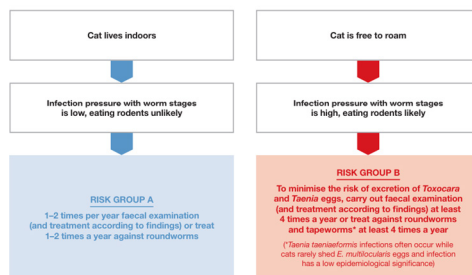 Cat lives indoors
Cat is free to roam
Infection pressure with worm stages
is low, eating rodents unlikely
Infection pressure with worm stages
is high, eating rodents likely
RISK GROUP A
1–2 times per year faecal examination
(and treatment according to findings) or treat
1–2 times a year against roundworms
RISK GROUP B
To minimise the risk of excretion of Toxocara
and Taenia eggs, carry out faecal examination
(and treatment according to findings) at least
4 times a year or treat against roundworms
and tapeworms* at least 4 times a year
(*Taenia taeniaeformis infections often occur while
cats rarely shed E. multilocularis eggs and infection
has a low epidemiological significance)